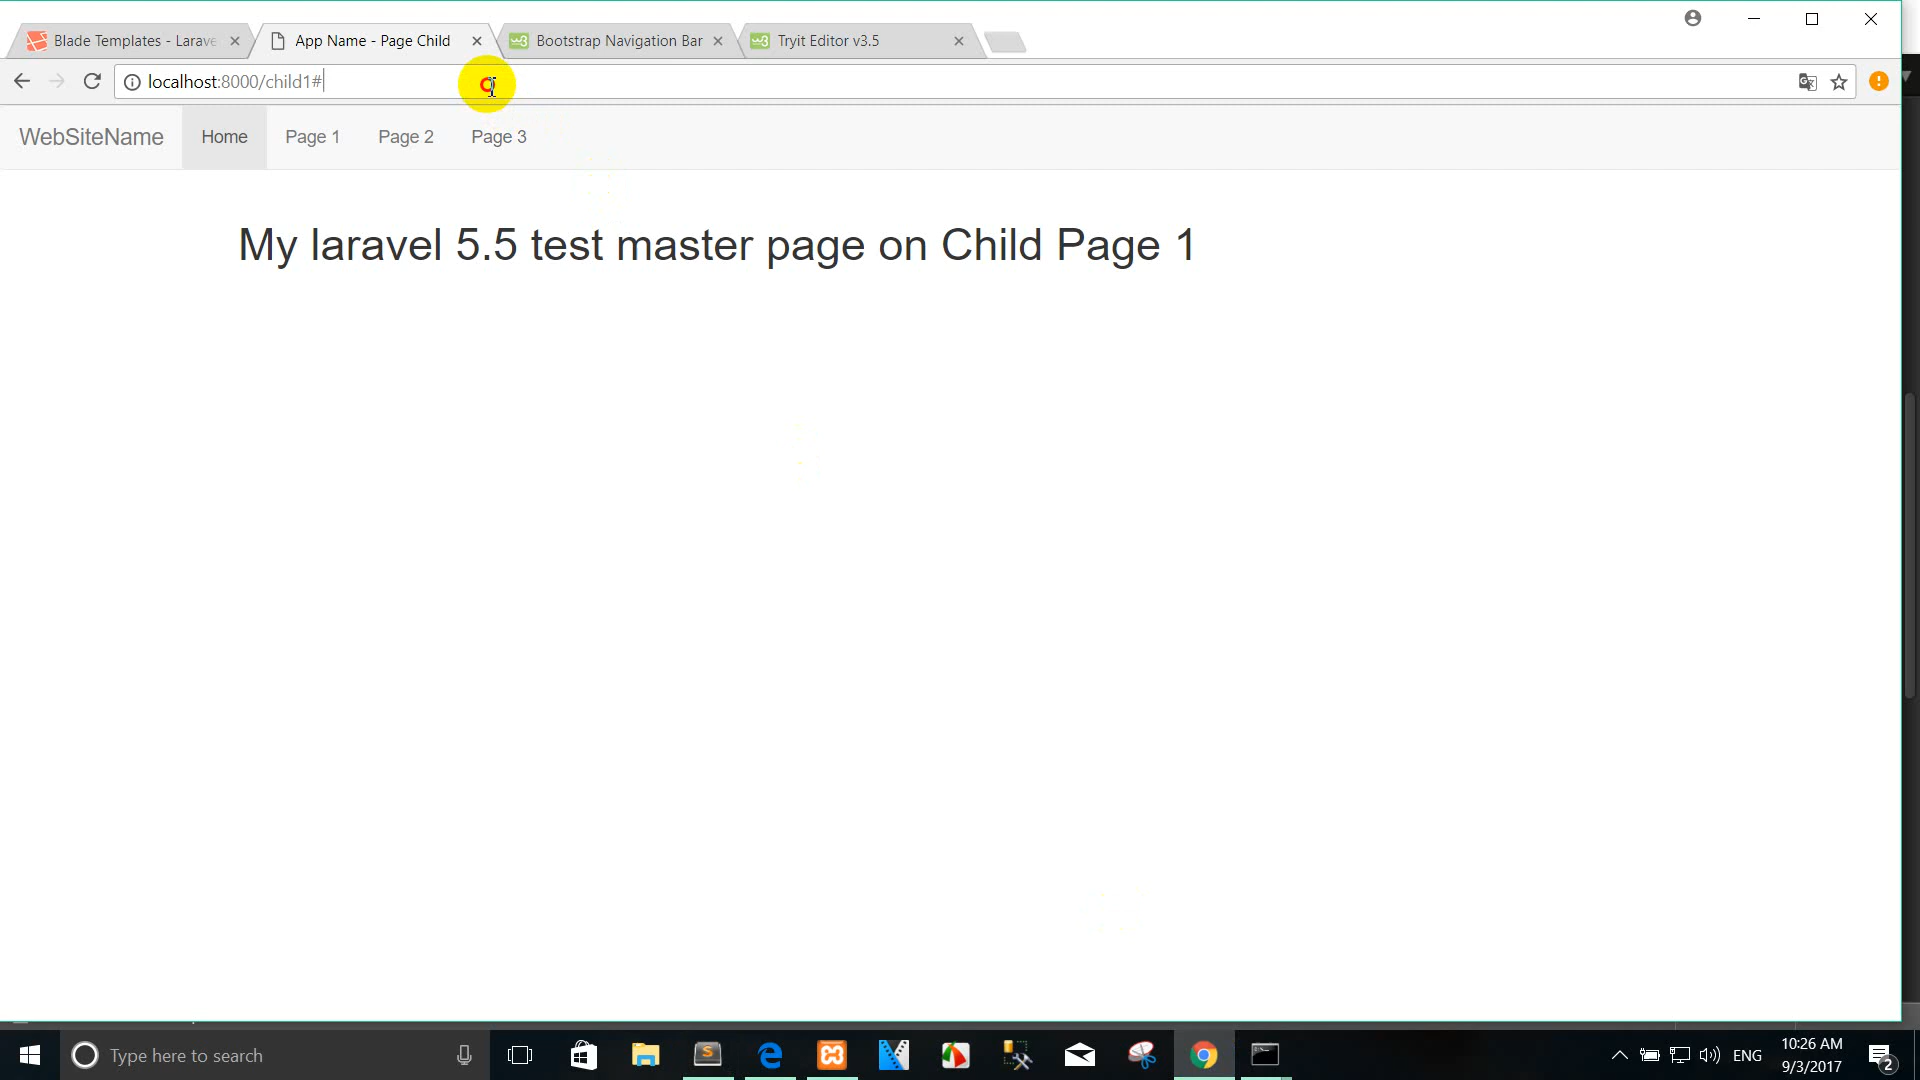 Blade Templates - Larave
App Name - Page Child
Bootstrap Navigation Bar
Tryit Editor v3.5
localhost:8000/child1#
WebSiteName
Home
Page 1
Page 2
Page 3
My laravel 5.5 test master page on Child Page 1
Type here to search
ENG
10:26 AM
9/3/2017
2